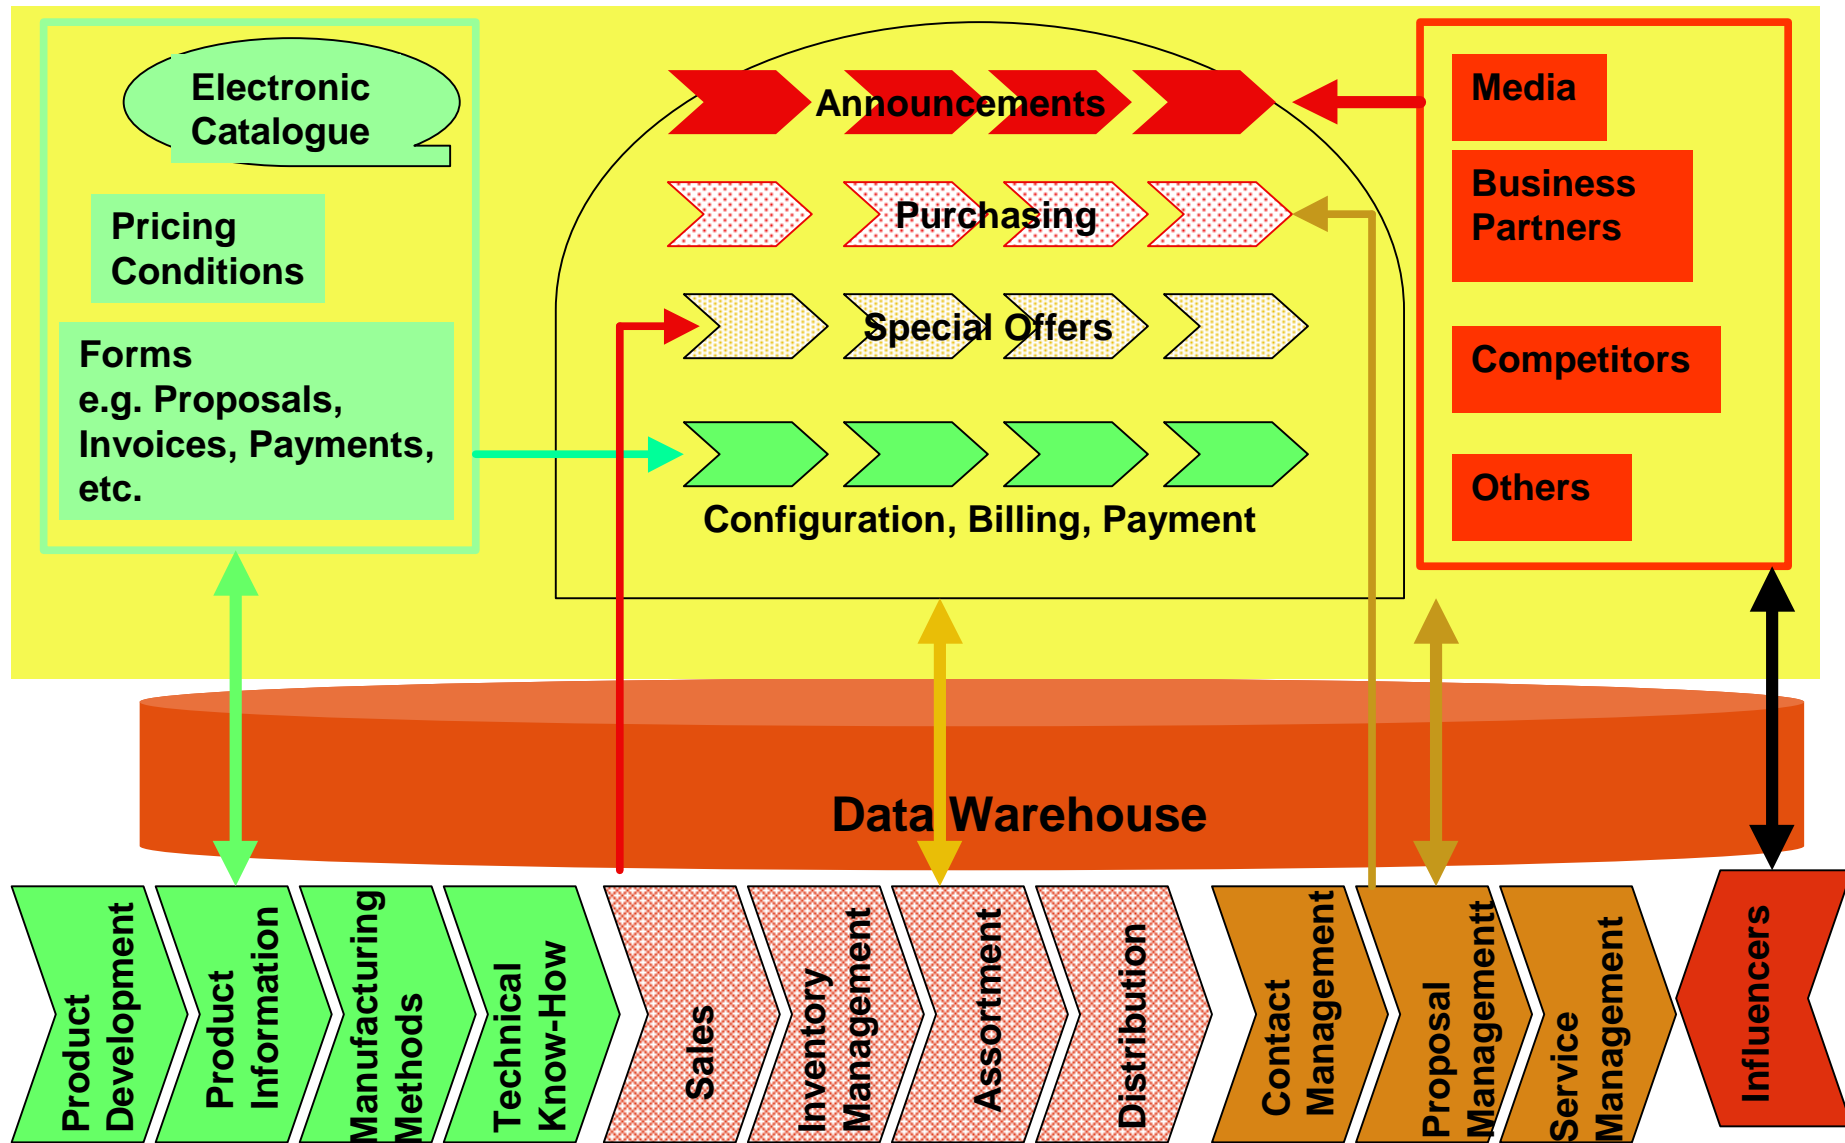 Electronic
Catalogue
Pricing
Conditions
Forms
e.g. Proposals,
Invoices, Payments,
etc.
Announcements
Purchasing
Special Offers
Configuration, Billing, Payment
Media
Business
Partners
Competitors
Others
Data Warehouse
Product
Development
Product
Information
Manufacturing
Methods
Technical
Know-How
Sales
Inventory
Management
Assortment
Distribution
Contact
Management
Proposal
Managementt
Service
Management
Influencers